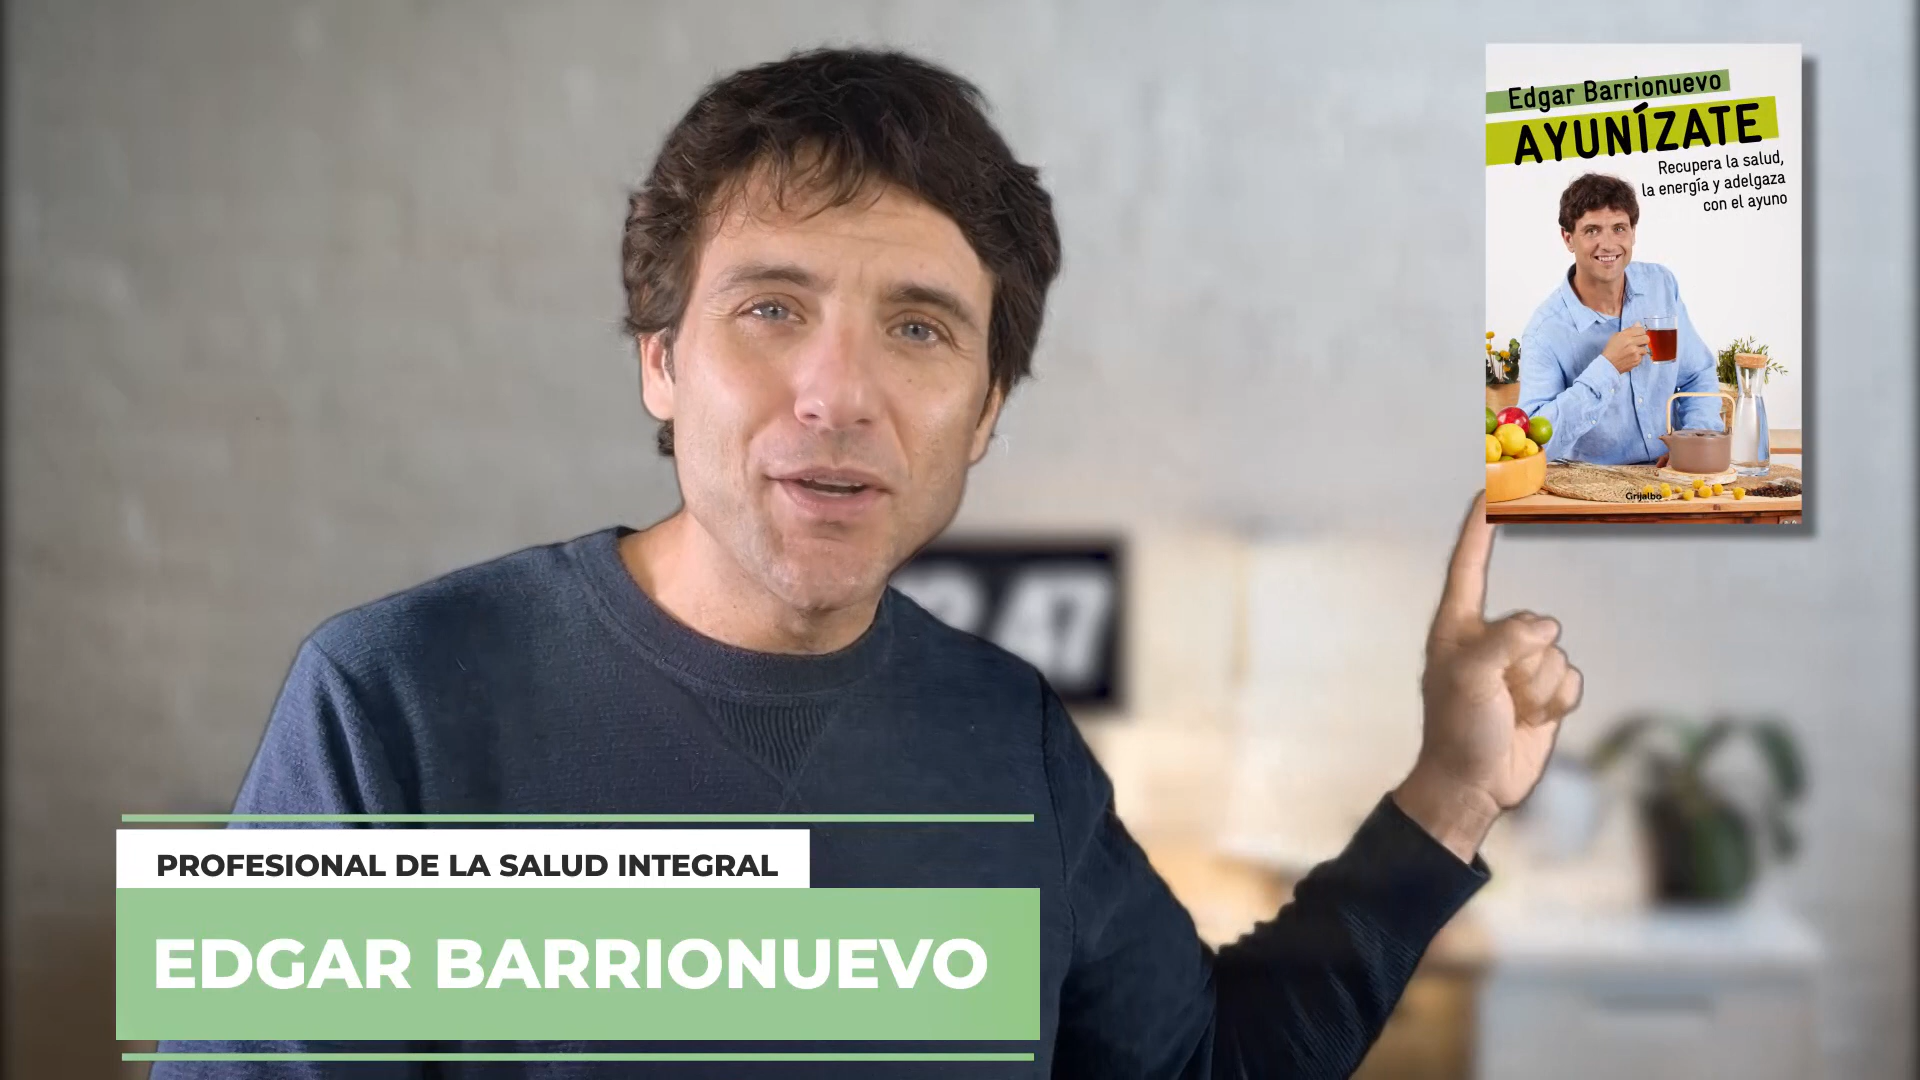 Edgar Barrionuevo
AYUNÍZATE
Recupera la salud,
la energía y adelgaza
con el ayuno
Grijalbo
47
PROFESIONAL DE LA SALUD INTEGRAL
EDGAR BARRIONUEVO